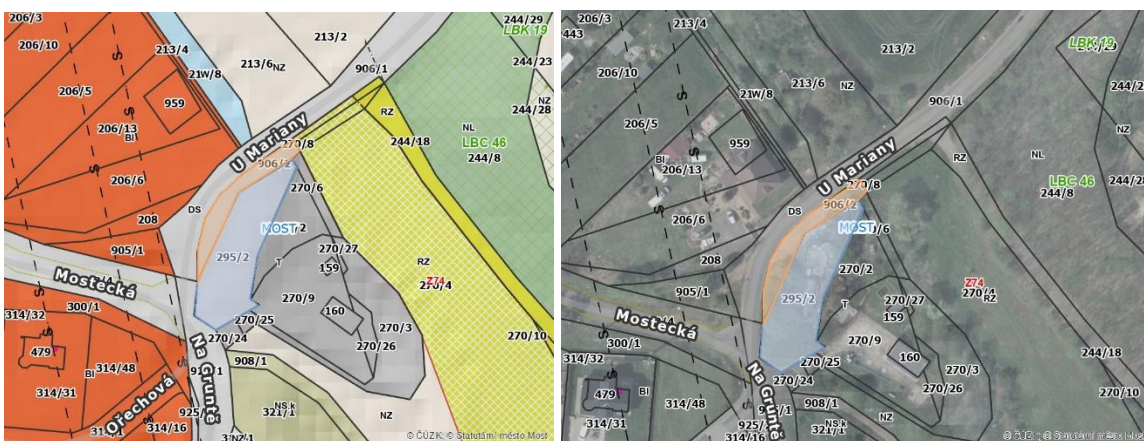 206/3
206/10
213/4
213/2
244/29
LBK 19
244/23
NZ
244/28
206/5
21W/8
213/6
NZ
906/1
959
S
206/13
BI
RZ
244/18
NL
LBC 46
244/8
270/8
U Mariany
906/2
206/6
270/6
208
DS
MOST
905/1
295/2
270/27
T
159
RZ
Z74
270/4
Mostecká
300/1
314/32
270/9
160
270/25
270/3
270/10
479
BI
314/48
270/24
270/26
908/1
314/31
Na Gruntě
NS.k
321/1
NZ
Ořechová
314/16
© ČÚZK; © Statutární město Most
206/3
443
213/4
213/2
LBK 19
206/10
21W/8
213/6
NZ
906/1
206/5
959
BI
S
206/13
RZ
NL
LBC 46
244/8
U Mariany
270/8
906/2
206/6
DS
MOST
208
270/2
905/1
295/2
T
270/27
159
Z74
270/4
RZ
Mostecká
300/1
314/32
270/9
160
270/25
270/3
244/18
479
BI
314/48
270/24
270/26
270/10
908/1
314/31
Na Gruntě
NS.k
321/1
NZ
314/16